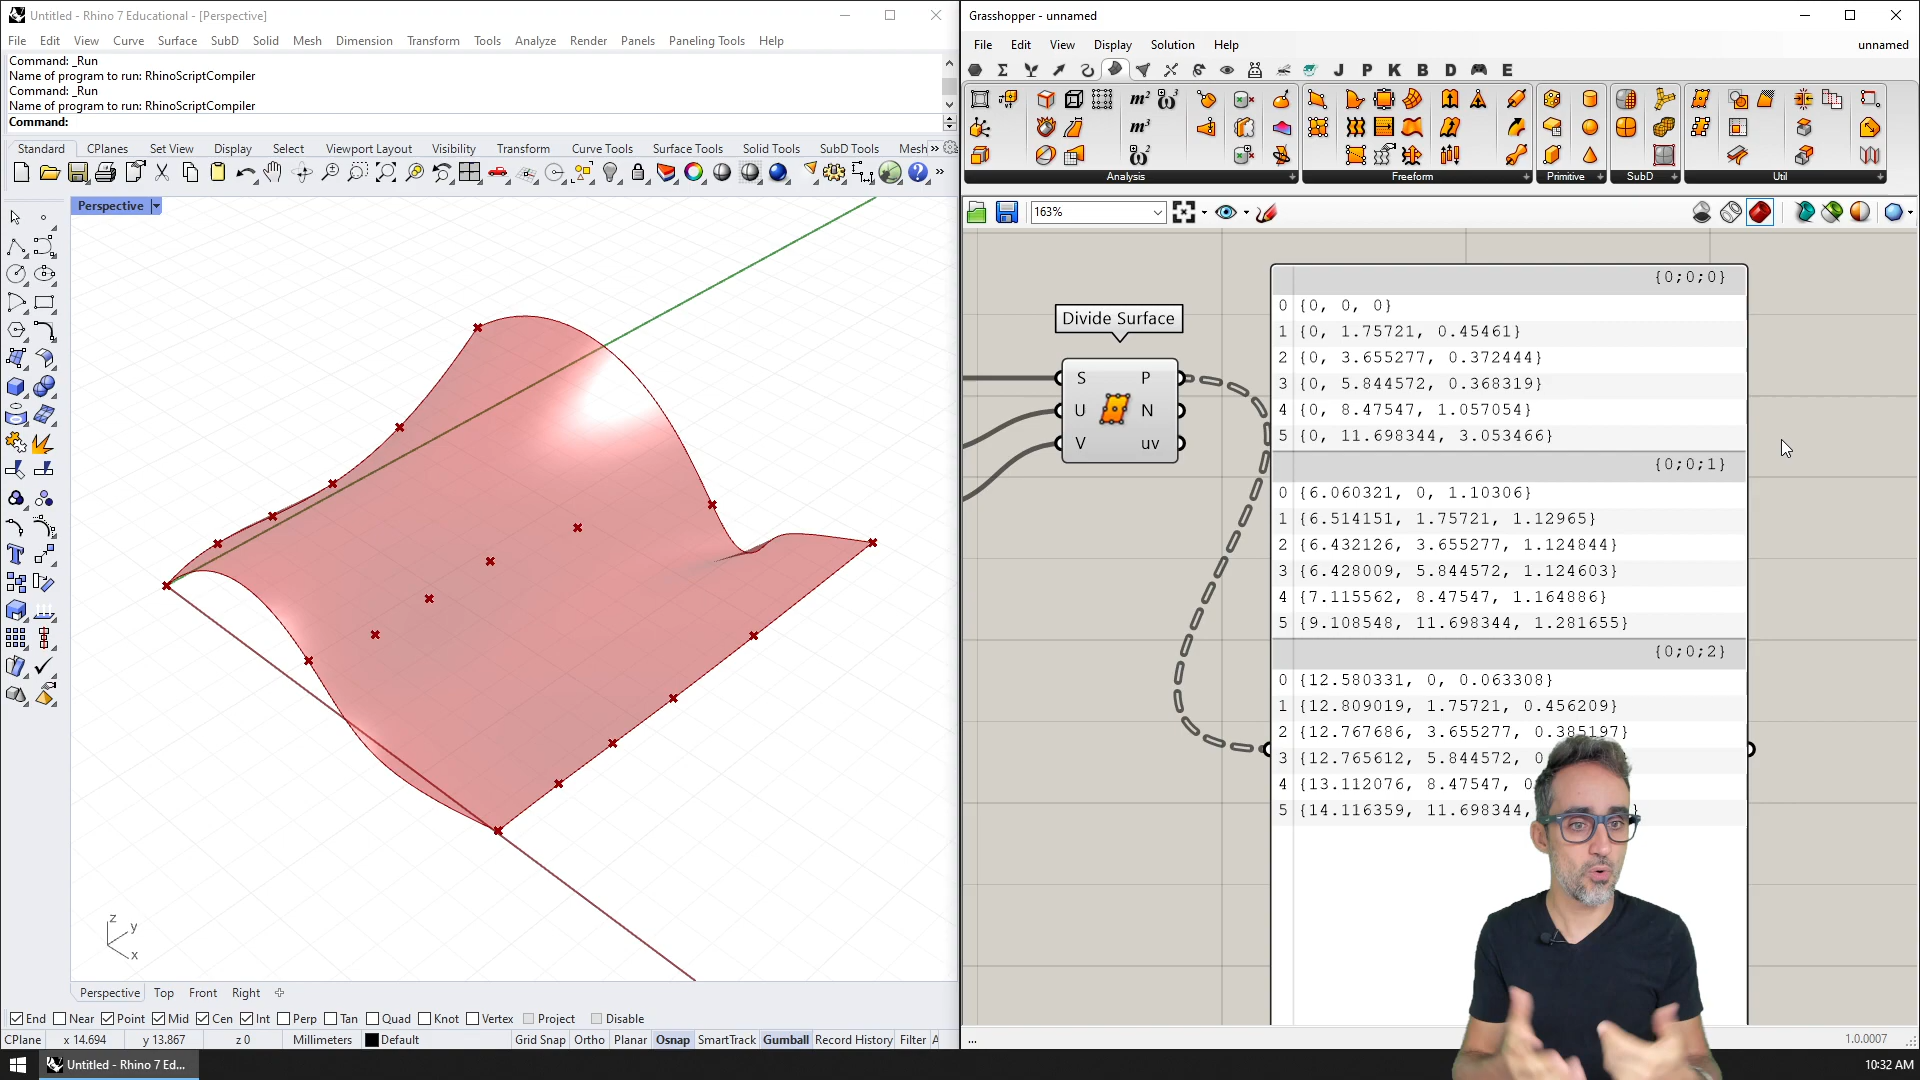 Untitled - Rhino 7 Educational - [Perspective]
File Edit View Curve Surface SubD Solid Mesh Dimension Transform Tools Analyze Render Panels Paneling Tools Help
Command: _Run
Name of program to run: RhinoScriptCompiler
Command: _Run
Name of program to run: RhinoScriptCompiler
Command:
Standard CPlanes Set View Display Select Viewport Layout Visibility Transform Curve Tools Surface Tools Solid Tools SubD Tools Mesh »
Perspective
z
y
x
Perspective Top Front Right
End Near Point Mid Cen Int Perp Tan Quad Knot Vertex Project Disable
CPlane x 14.694 y 13.867 z 0 Millimeters Default Grid Snap Ortho Planar Osnap SmartTrack Gumball Record History Filter A
Untitled - Rhino 7 Ed...
Grasshopper - unnamed
File Edit View Display Solution Help unnamed
J P K B D E
m²
m³
Analysis Freeform Primitive SubD Util
163%
Divide Surface
S P
U N
V uv
{0;0;0}
0 {0, 0, 0}
1 {0, 1.75721, 0.45461}
2 {0, 3.655277, 0.372444}
3 {0, 5.844572, 0.368319}
4 {0, 8.47547, 1.057054}
5 {0, 11.698344, 3.053466}
{0;0;1}
0 {6.060321, 0, 1.10306}
1 {6.514151, 1.75721, 1.12965}
2 {6.432126, 3.655277, 1.124844}
3 {6.428009, 5.844572, 1.124603}
4 {7.115562, 8.47547, 1.164886}
5 {9.108548, 11.698344, 1.281655}
{0;0;2}
0 {12.580331, 0, 0.063308}
1 {12.809019, 1.75721, 0.456209}
2 {12.767686, 3.655277, 0.385197}
3 {12.765612, 5.844572, 0
4 {13.112076, 8.47547, 0
5 {14.116359, 11.698344, }
... 1.0.0007
10:32 AM